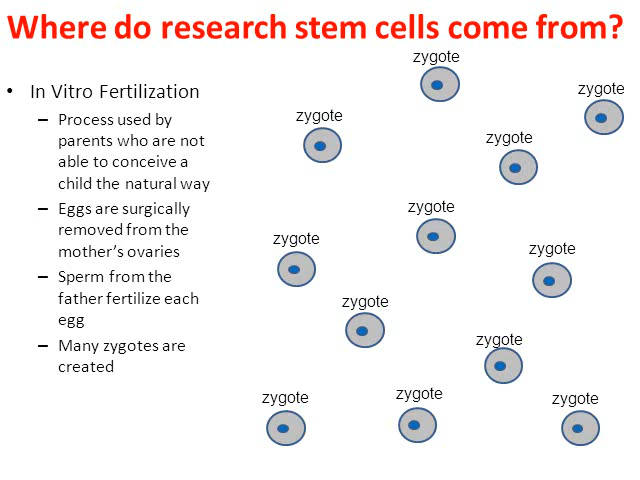 Where do research stem cells come from?
• In Vitro Fertilization
– Process used by
parents who are not
able to conceive a
child the natural way
– Eggs are surgically
removed from the
mother's ovaries
– Sperm from the
father fertilize each
egg
– Many zygotes are
created
zygote
zygote
zygote
zygote
zygote
zygote
zygote
zygote
zygote
zygote
zygote
zygote